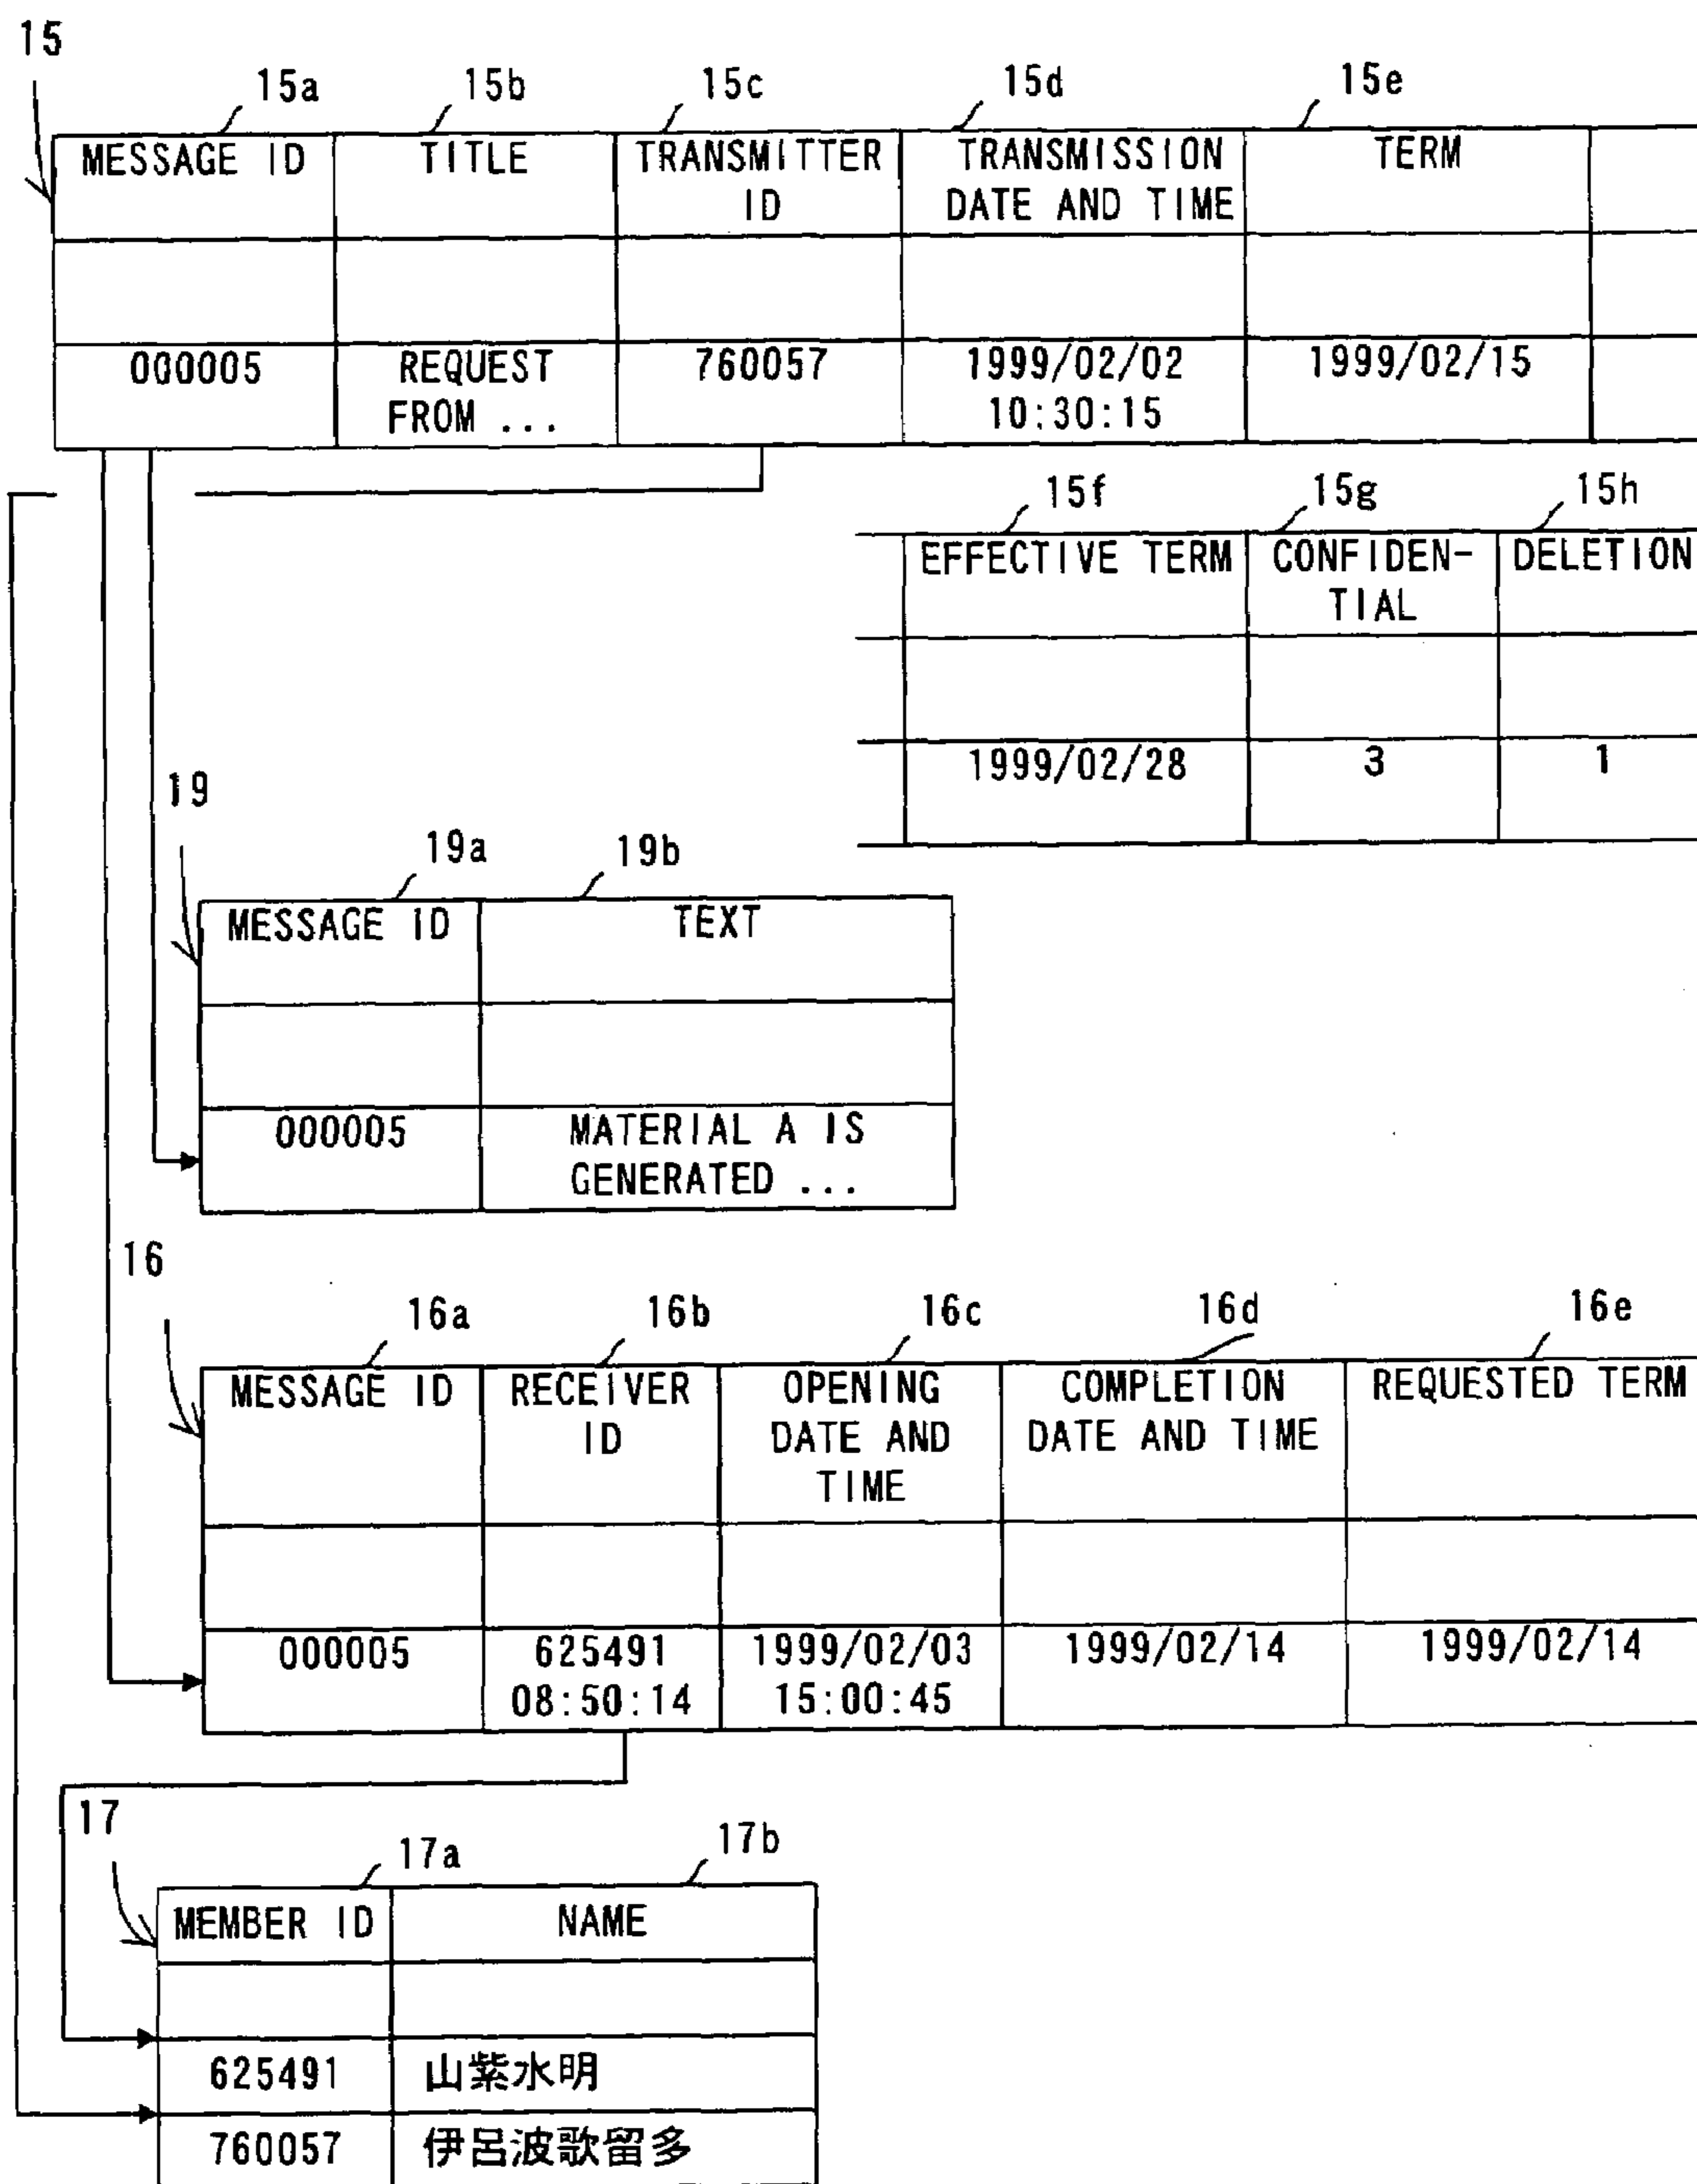 15
15a 15b 15c 15d 15e
MESSAGE ID TITLE TRANSMITTER TRANSMISSION TERM
ID DATE AND TIME
000005 REQUEST 760057 1999/02/02 1999/02/15
FROM ... 10:30:15
15f 15g 15h
EFFECTIVE TERM CONFIDEN- DELETION
TIAL
1999/02/28 3 1
19
19a 19b
MESSAGE ID TEXT
000005 MATERIAL A IS
GENERATED ...
16
16a 16b 16c 16d 16e
MESSAGE ID RECEIVER OPENING COMPLETION REQUESTED TERM
ID DATE AND DATE AND TIME
TIME
000005 625491 1999/02/03 1999/02/14 1999/02/14
08:50:14 15:00:45
17
17a 17b
MEMBER ID NAME
625491 山紫水明
760057 伊呂波歌留多